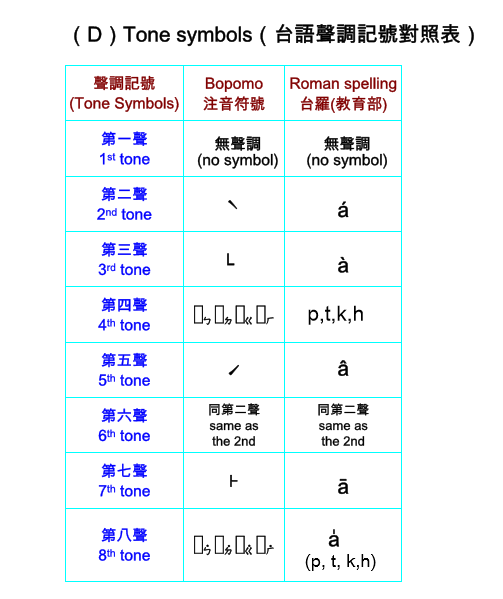 （D）Tone symbols（台語聲調記號對照表）
聲調記號 Bopomo Roman spelling
(Tone Symbols) 注音符號 台羅(教育部)
第一聲 無聲調 無聲調
1st tone (no symbol) (no symbol)
第二聲
2nd tone ˋ á
第三聲
3rd tone ㄴ à
第四聲
4th tone ㄅ ㄉ ㄍ ㄏ p,t,k,h
第五聲
5th tone ˊ â
第六聲 同第二聲 同第二聲
6th tone same as same as
the 2nd the 2nd
第七聲
7th tone ㅏ ā
第八聲 a̍
8th tone (p, t, k,h)